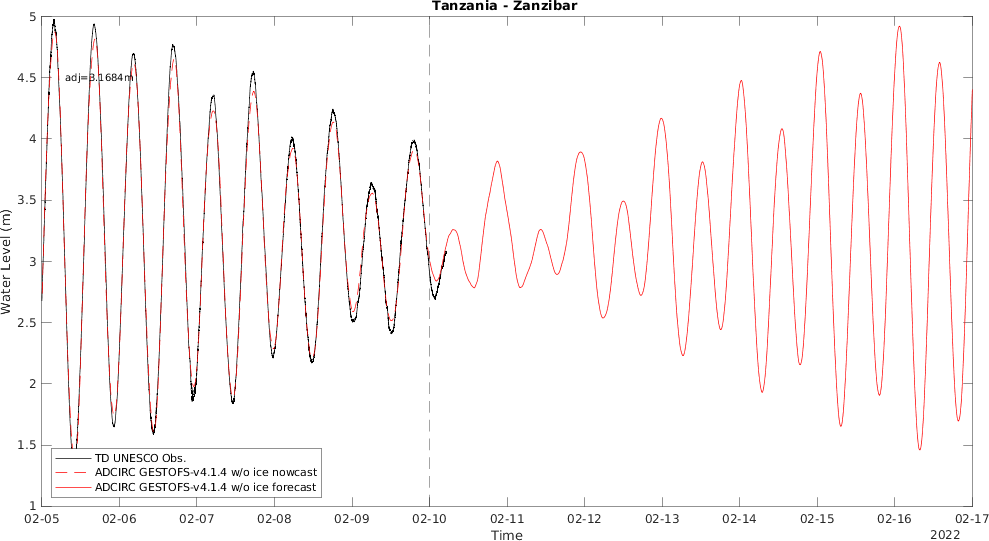 Tanzania - Zanzibar
5
4.5
4
3.5
3
2.5
2
1.5
1
Water Level (m)
adj=3.1684m
TD UNESCO Obs.
ADCIRC GESTOFS-v4.1.4 w/o ice nowcast
ADCIRC GESTOFS-v4.1.4 w/o ice forecast
02-05 02-06 02-07 02-08 02-09 02-10 02-11 02-12 02-13 02-14 02-15 02-16 02-17
Time
2022